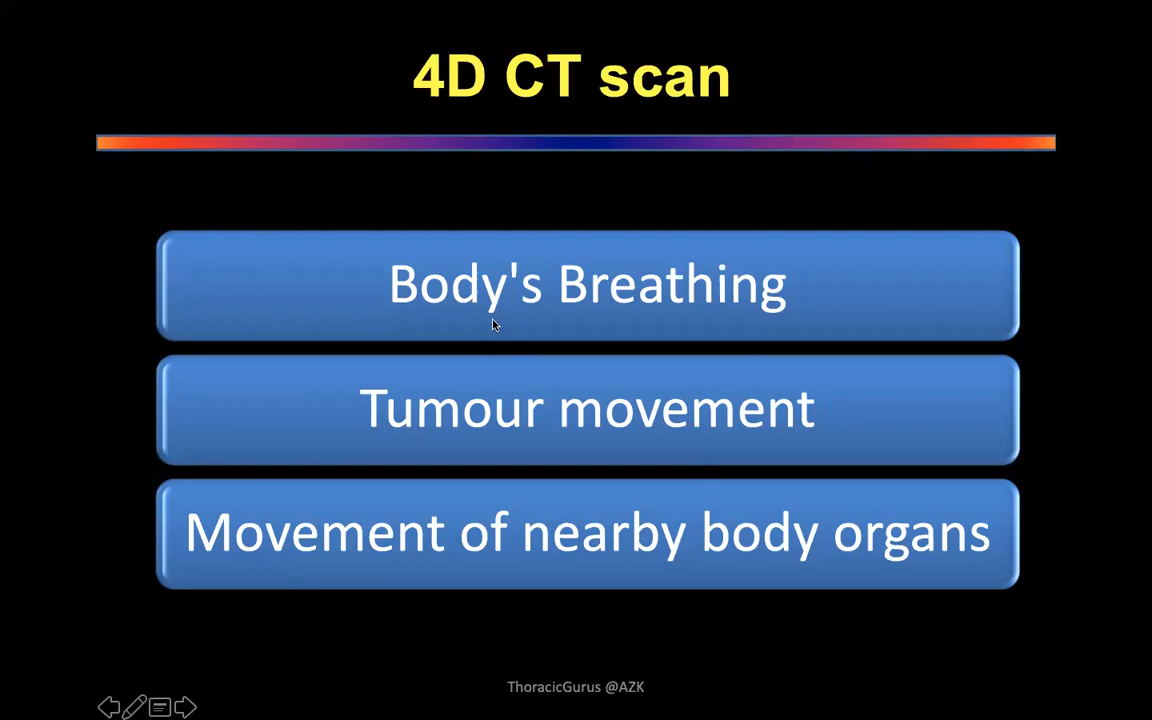 4D CT scan
Body's Breathing
Tumour movement
Movement of nearby body organs
ThoracicGurus @AZK